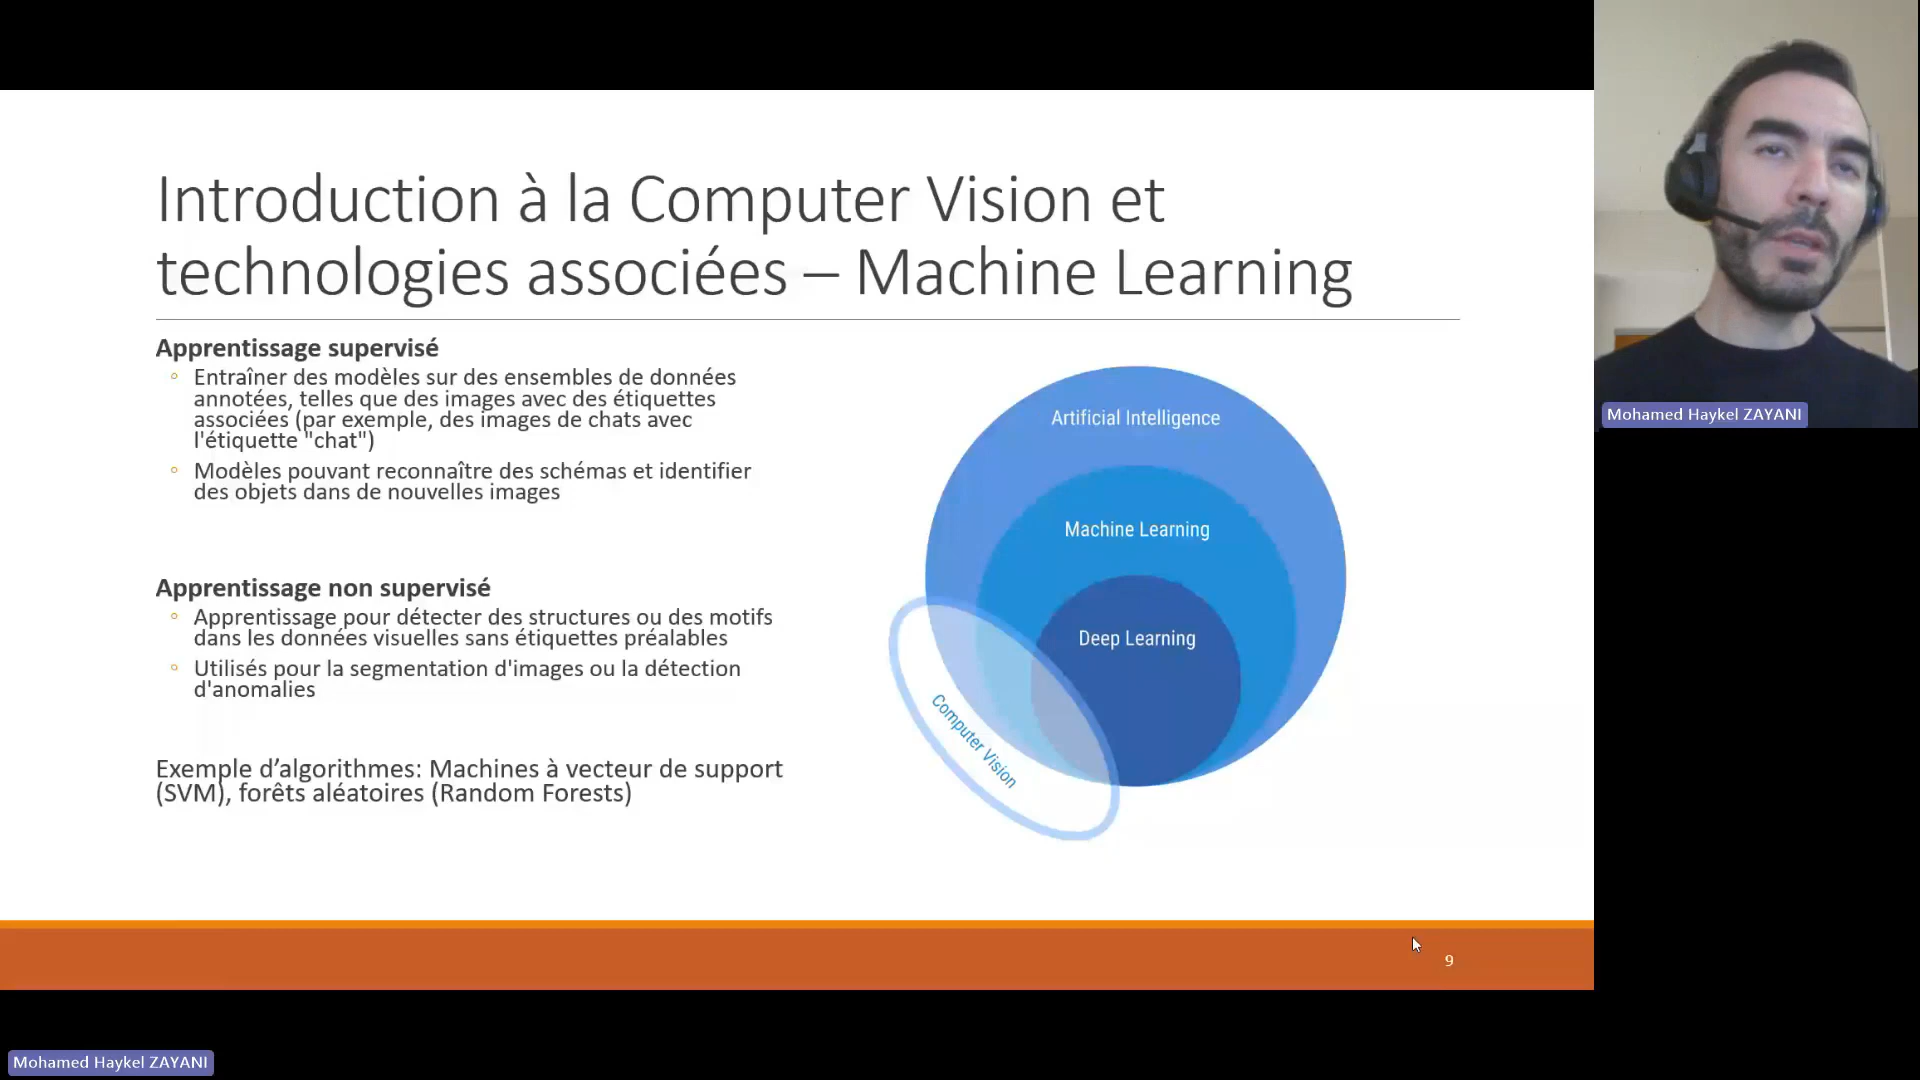 Introduction à la Computer Vision et
technologies associées – Machine Learning
Apprentissage supervisé
Entraîner des modèles sur des ensembles de données
annotées, telles que des images avec des étiquettes
associées (par exemple, des images de chats avec
l'étiquette "chat")
Modèles pouvant reconnaître des schémas et identifier
des objets dans de nouvelles images
Apprentissage non supervisé
Apprentissage pour détecter des structures ou des motifs
dans les données visuelles sans étiquettes préalables
Utilisés pour la segmentation d'images ou la détection
d'anomalies
Exemple d’algorithmes: Machines à vecteur de support
(SVM), forêts aléatoires (Random Forests)
Artificial Intelligence
Machine Learning
Deep Learning
Computer Vision
9
Mohamed Haykel ZAYANI
Mohamed Haykel ZAYANI